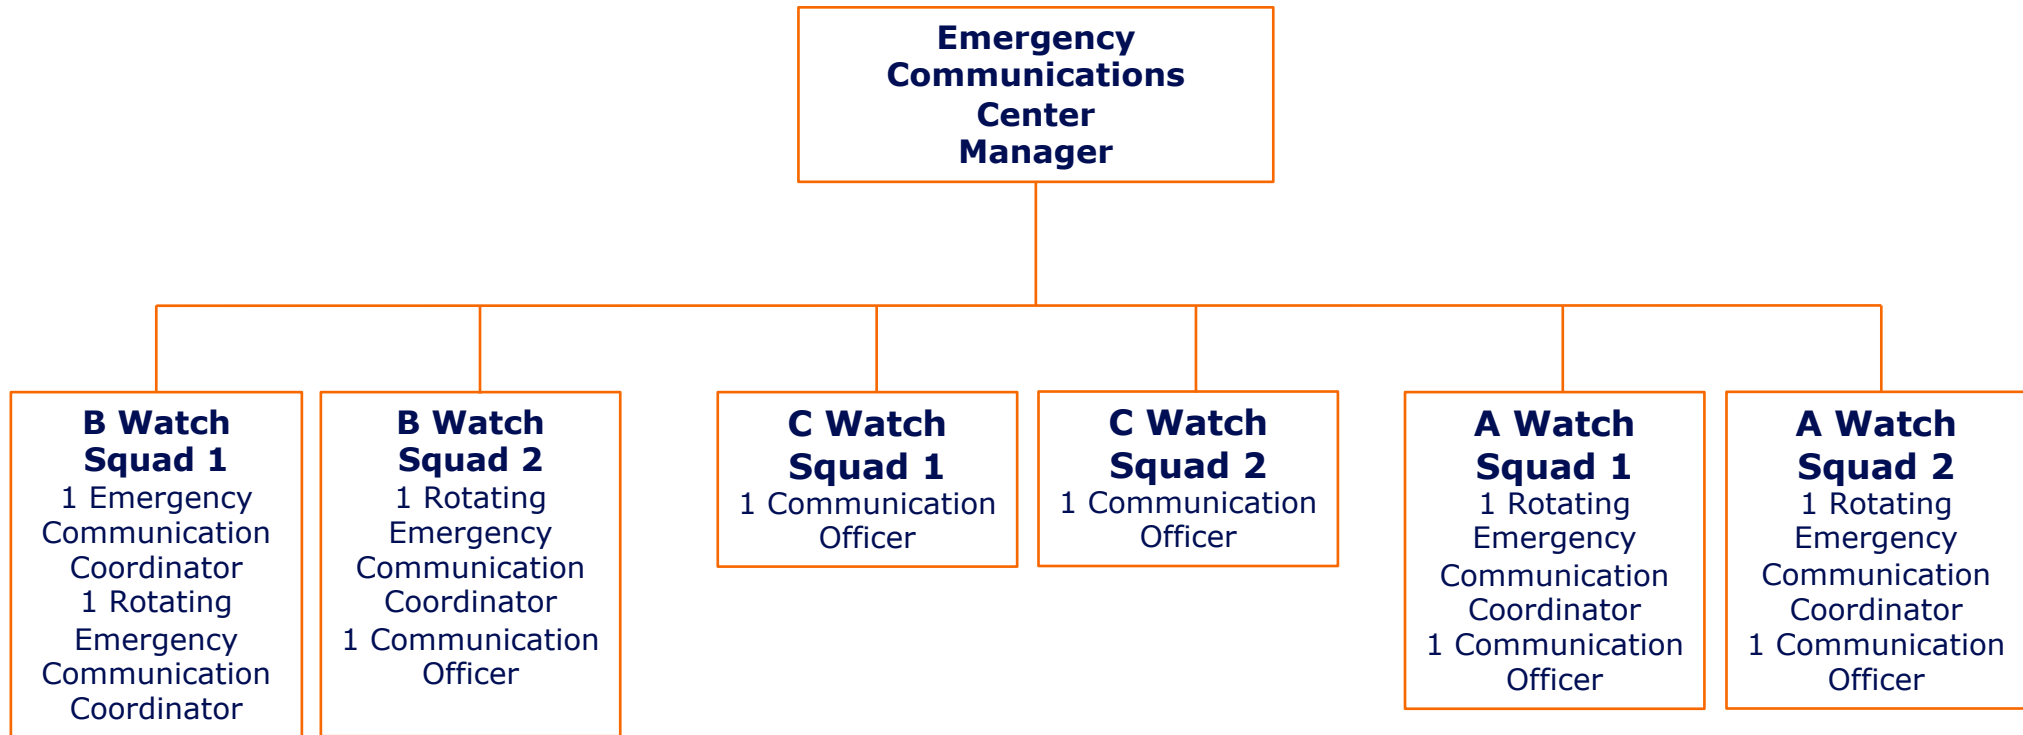 Emergency
Communications
Center
Manager
B Watch
Squad 1
1 Emergency
Communication
Coordinator
1 Rotating
Emergency
Communication
Coordinator
B Watch
Squad 2
1 Rotating
Emergency
Communication
Coordinator
1 Communication
Officer
C Watch
Squad 1
1 Communication
Officer
C Watch
Squad 2
1 Communication
Officer
A Watch
Squad 1
1 Rotating
Emergency
Communication
Coordinator
1 Communication
Officer
A Watch
Squad 2
1 Rotating
Emergency
Communication
Coordinator
1 Communication
Officer